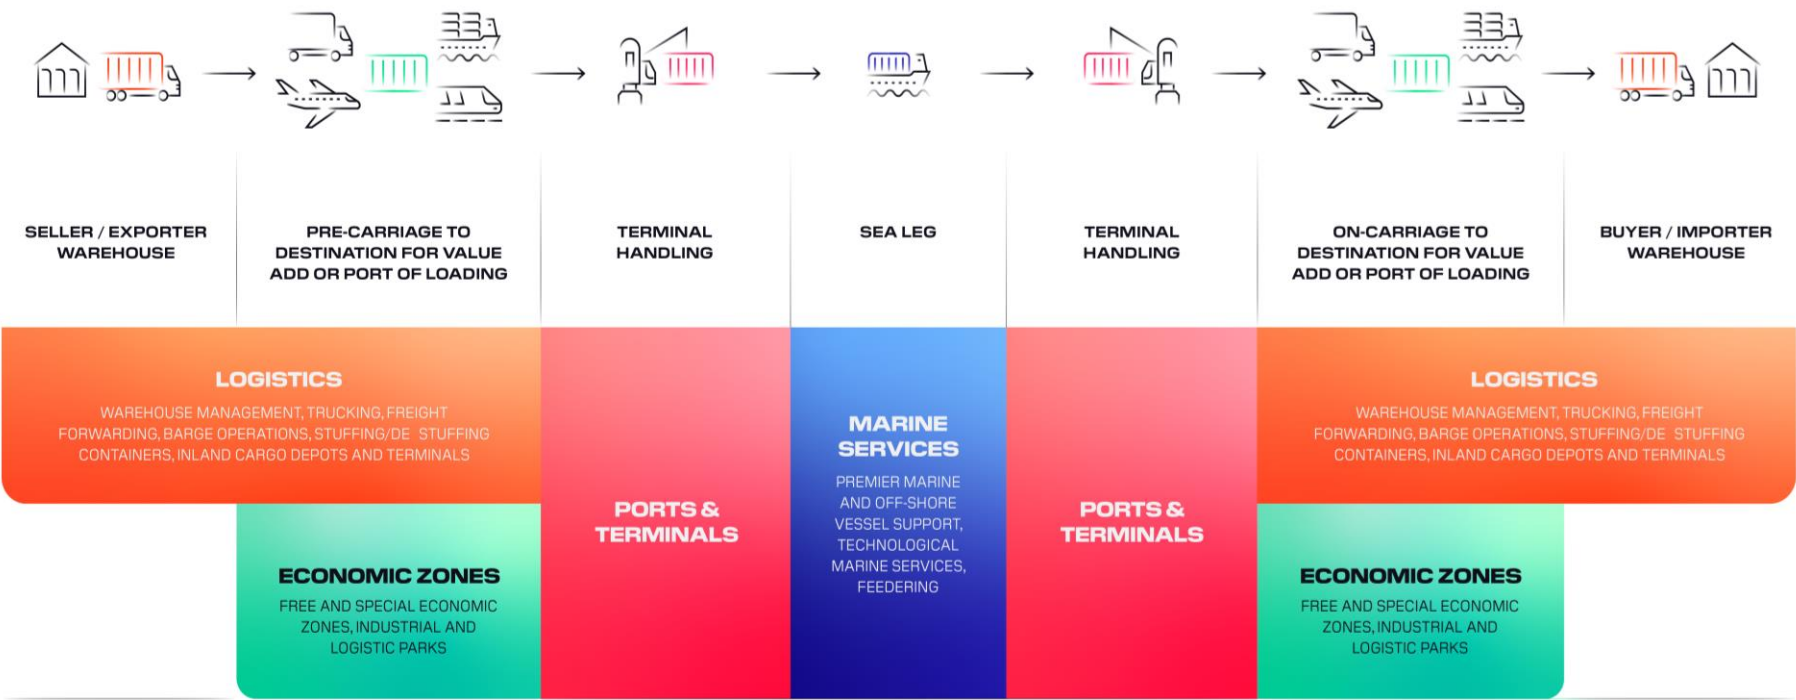 SELLER / EXPORTER
WAREHOUSE
PRE-CARRIAGE TO
DESTINATION FOR VALUE
ADD OR PORT OF LOADING
TERMINAL
HANDLING
SEA LEG
TERMINAL
HANDLING
ON-CARRIAGE TO
DESTINATION FOR VALUE
ADD OR PORT OF LOADING
BUYER / IMPORTER
WAREHOUSE
LOGISTICS
WAREHOUSE MANAGEMENT, TRUCKING, FREIGHT
FORWARDING, BARGE OPERATIONS, STUFFING/DE STUFFING
CONTAINERS, INLAND CARGO DEPOTS AND TERMINALS
ECONOMIC ZONES
FREE AND SPECIAL ECONOMIC
ZONES, INDUSTRIAL AND
LOGISTIC PARKS
PORTS &
TERMINALS
MARINE
SERVICES
PREMIER MARINE
AND OFF-SHORE
VESSEL SUPPORT,
TECHNOLOGICAL
MARINE SERVICES,
FEEDERING
PORTS &
TERMINALS
LOGISTICS
WAREHOUSE MANAGEMENT, TRUCKING, FREIGHT
FORWARDING, BARGE OPERATIONS, STUFFING/DE STUFFING
CONTAINERS, INLAND CARGO DEPOTS AND TERMINALS
ECONOMIC ZONES
FREE AND SPECIAL ECONOMIC
ZONES, INDUSTRIAL AND
LOGISTIC PARKS